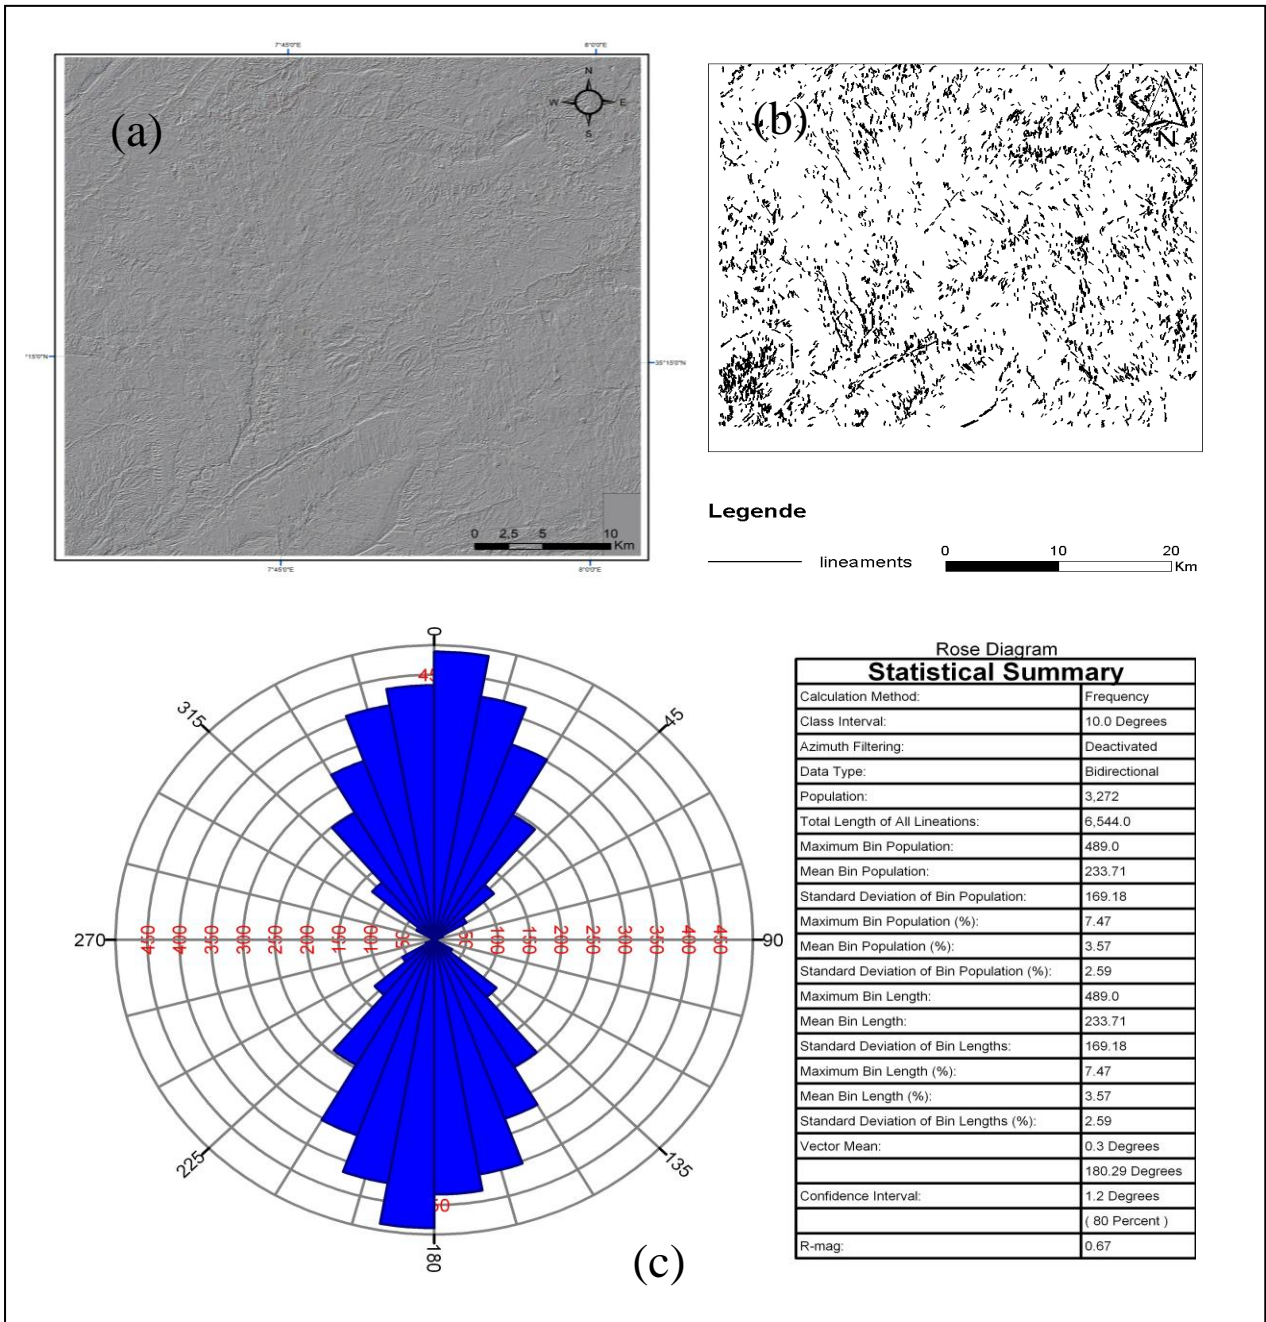 7°45'0"E
8°0'0"E
N
W
E
S
(a)
(b)
N
°15'0"N
35°15'0"N
0
2,5
5
10
Km
7°45'0"E
8°0'0"E
Legende
lineaments
0
10
20
Km
0
45
315
45
270
450
400
350
300
250
200
150
100
50
50
100
150
200
250
300
350
400
450
90
225
135
50
180
(c)
Rose Diagram
Statistical Summary
Calculation Method: Frequency
Class Interval: 10.0 Degrees
Azimuth Filtering: Deactivated
Data Type: Bidirectional
Population: 3,272
Total Length of All Lineations: 6,544.0
Maximum Bin Population: 489.0
Mean Bin Population: 233.71
Standard Deviation of Bin Population: 169.18
Maximum Bin Population (%): 7.47
Mean Bin Population (%): 3.57
Standard Deviation of Bin Population (%): 2.59
Maximum Bin Length: 489.0
Mean Bin Length: 233.71
Standard Deviation of Bin Lengths: 169.18
Maximum Bin Length (%): 7.47
Mean Bin Length (%): 3.57
Standard Deviation of Bin Lengths (%): 2.59
Vector Mean: 0.3 Degrees
180.29 Degrees
Confidence Interval: 1.2 Degrees
( 80 Percent )
R-mag: 0.67